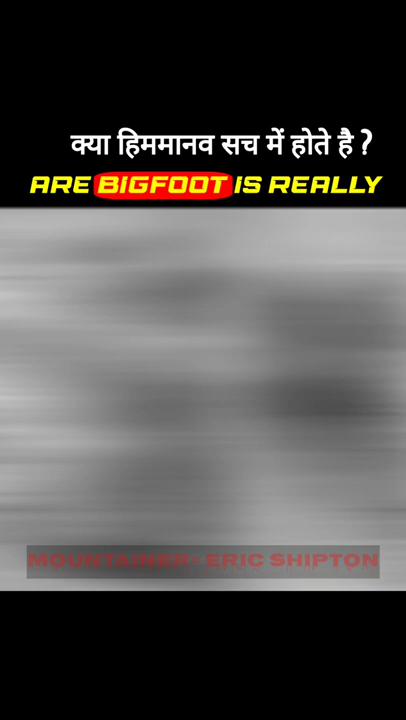 क्या हिममानव सच में होते है ?
ARE BIGFOOT IS REALLY
MOUNTAINER- ERIC SHIPTON